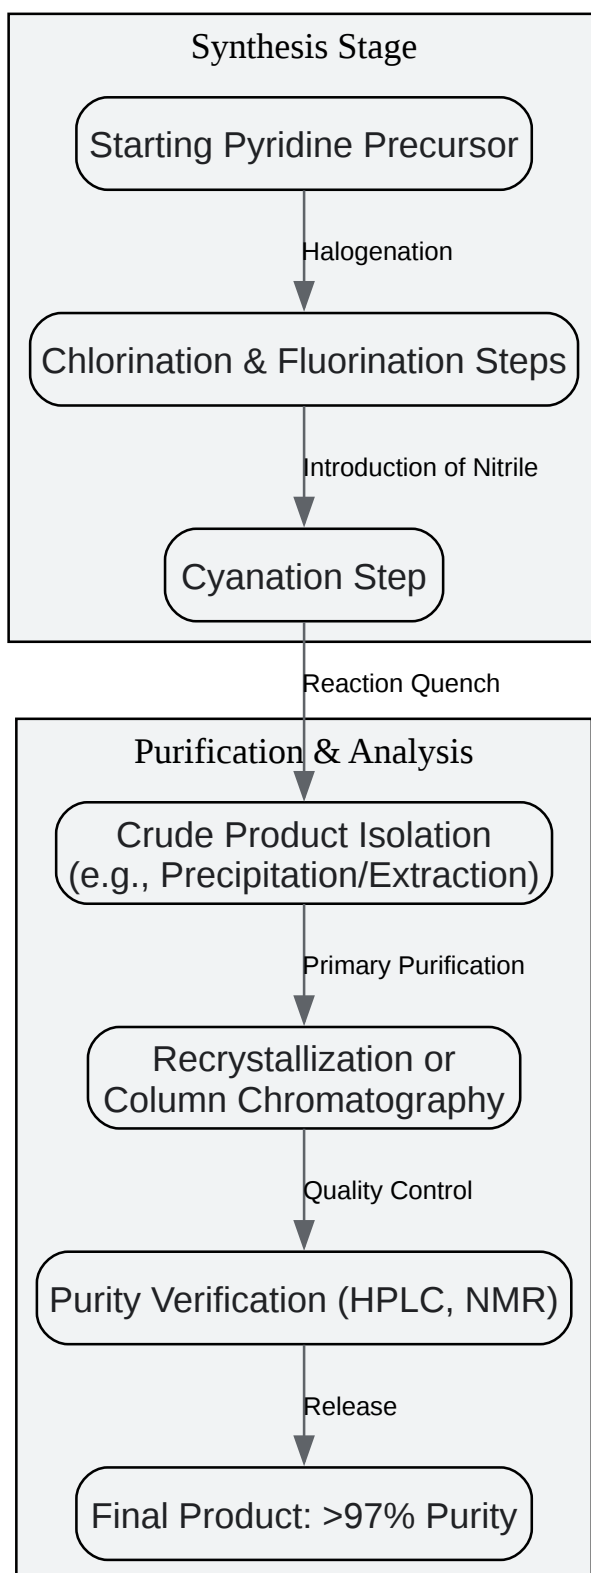 Synthesis Stage
Starting Pyridine Precursor
Halogenation
Chlorination & Fluorination Steps
Introduction of Nitrile
Cyanation Step
Reaction Quench
Purification & Analysis
Crude Product Isolation
(e.g., Precipitation/Extraction)
Primary Purification
Recrystallization or
Column Chromatography
Quality Control
Purity Verification (HPLC, NMR)
Release
Final Product: >97% Purity